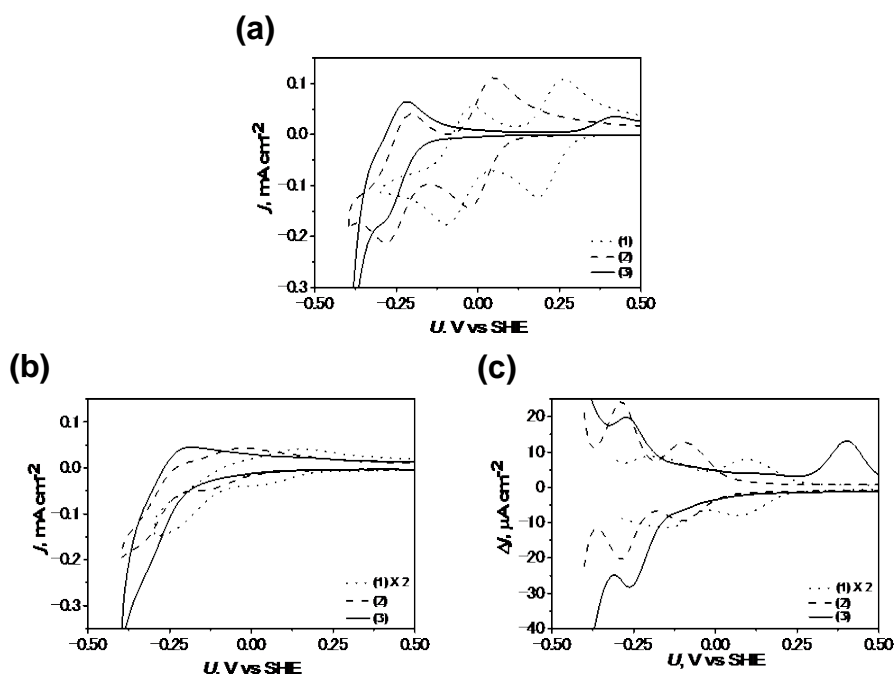 (a)
0.1
0.0
−0.1
−0.2
−0.3
j, mA cm-2
(1)
(2)
(3)
−0.50 −0.25 0.00 0.25 0.50
U. V vs SHE
(b)
0.1
0.0
−0.1
−0.2
−0.3
j, mA cm-2
(1) X 2
(2)
(3)
−0.50 −0.25 0.00 0.25 0.50
U. V vs SHE
(c)
20
10
0
−10
−20
−30
−40
Δj, μA cm-2
(1) X 2
(2)
(3)
−0.50 −0.25 0.00 0.25 0.50
U, V vs SHE